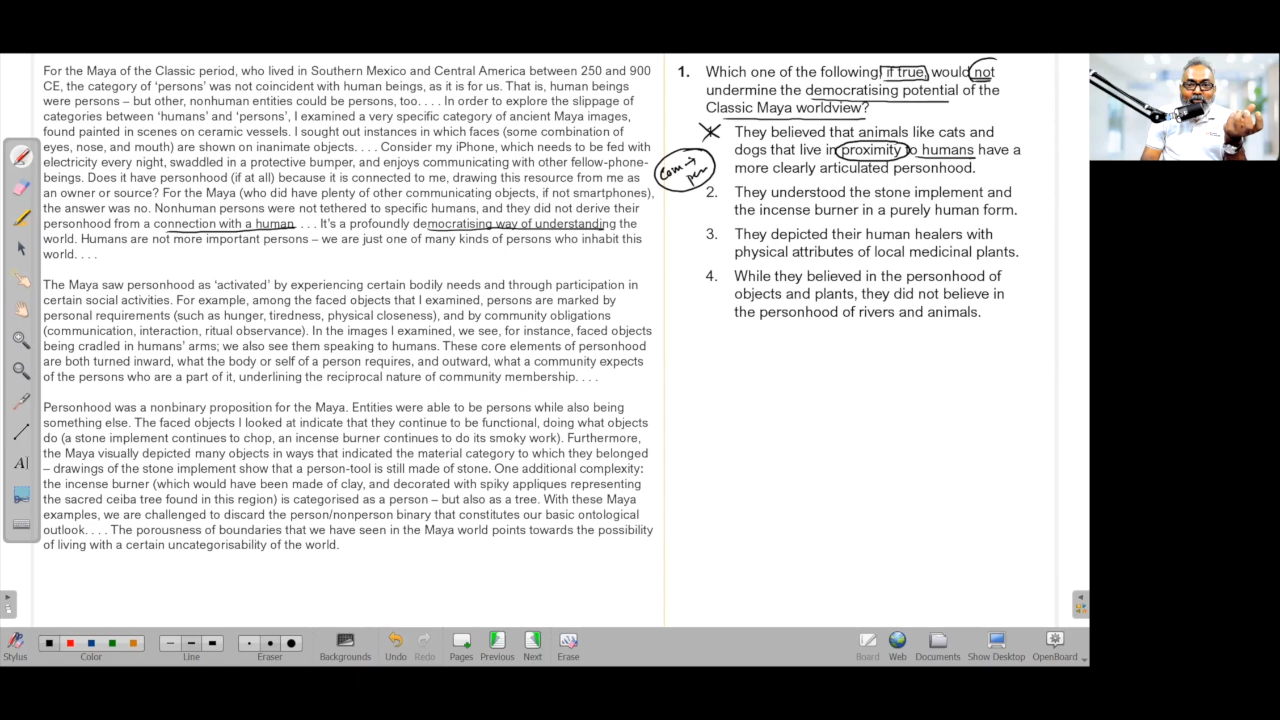 For the Maya of the Classic period, who lived in Southern Mexico and Central America between 250 and 900
CE, the category of 'persons' was not coincident with human beings, as it is for us. That is, human beings
were persons – but other, nonhuman entities could be persons, too. . . . In order to explore the slippage of
categories between 'humans' and 'persons', I examined a very specific category of ancient Maya images,
found painted in scenes on ceramic vessels. I sought out instances in which faces (some combination of
eyes, nose, and mouth) are shown on inanimate objects. . . . Consider my iPhone, which needs to be fed with
electricity every night, swaddled in a protective bumper, and enjoys communicating with other fellow-phone-
beings. Does it have personhood (if at all) because it is connected to me, drawing this resource from me as
an owner or source? For the Maya (who did have plenty of other communicating objects, if not smartphones),
the answer was no. Nonhuman persons were not tethered to specific humans, and they did not derive their
personhood from a connection with a human. . . . It's a profoundly democratising way of understanding the
world. Humans are not more important persons – we are just one of many kinds of persons who inhabit this
world. . . .
The Maya saw personhood as 'activated' by experiencing certain bodily needs and through participation in
certain social activities. For example, among the faced objects that I examined, persons are marked by
personal requirements (such as hunger, tiredness, physical closeness), and by community obligations
(communication, interaction, ritual observance). In the images I examined, we see, for instance, faced objects
being cradled in humans' arms; we also see them speaking to humans. These core elements of personhood
are both turned inward, what the body or self of a person requires, and outward, what a community expects
of the persons who are a part of it, underlining the reciprocal nature of community membership. . . .
Personhood was a nonbinary proposition for the Maya. Entities were able to be persons while also being
something else. The faced objects I looked at indicate that they continue to be functional, doing what objects
do (a stone implement continues to chop, an incense burner continues to do its smoky work). Furthermore,
the Maya visually depicted many objects in ways that indicated the material category to which they belonged
– drawings of the stone implement show that a person-tool is still made of stone. One additional complexity:
the incense burner (which would have been made of clay, and decorated with spiky appliques representing
the sacred ceiba tree found in this region) is categorised as a person – but also as a tree. With these Maya
examples, we are challenged to discard the person/nonperson binary that constitutes our basic ontological
outlook. . . . The porousness of boundaries that we have seen in the Maya world points towards the possibility
of living with a certain uncategorisability of the world.
1. Which one of the following, if true, would not
undermine the democratising potential of the
Classic Maya worldview?
They believed that animals like cats and
dogs that live in proximity to humans have a
more clearly articulated personhood.
2. They understood the stone implement and
the incense burner in a purely human form.
3. They depicted their human healers with
physical attributes of local medicinal plants.
4. While they believed in the personhood of
objects and plants, they did not believe in
the personhood of rivers and animals.
Stylus
Color
Line
Eraser
Backgrounds
Undo
Redo
Pages
Previous
Next
Erase
Board
Web
Documents
Show Desktop
OpenBoard